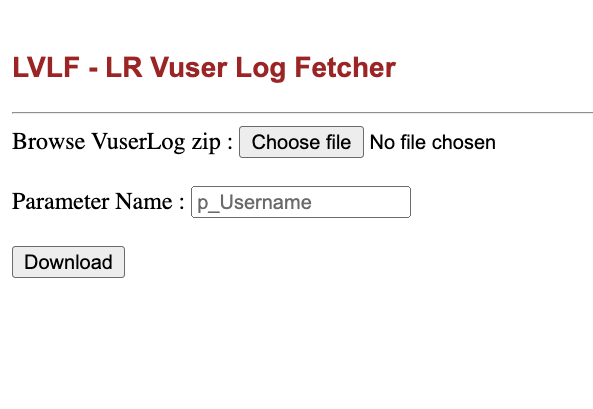 LVLF - LR Vuser Log Fetcher
Browse VuserLog zip : Choose file No file chosen
Parameter Name : p_Username
Download